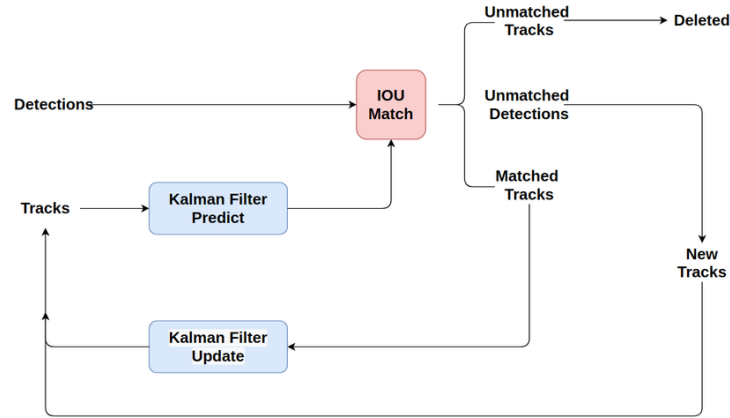 Unmatched
Tracks
Deleted
Detections
IOU
Match
Unmatched
Detections
Matched
Tracks
Tracks
Kalman Filter
Predict
New
Tracks
Kalman Filter
Update